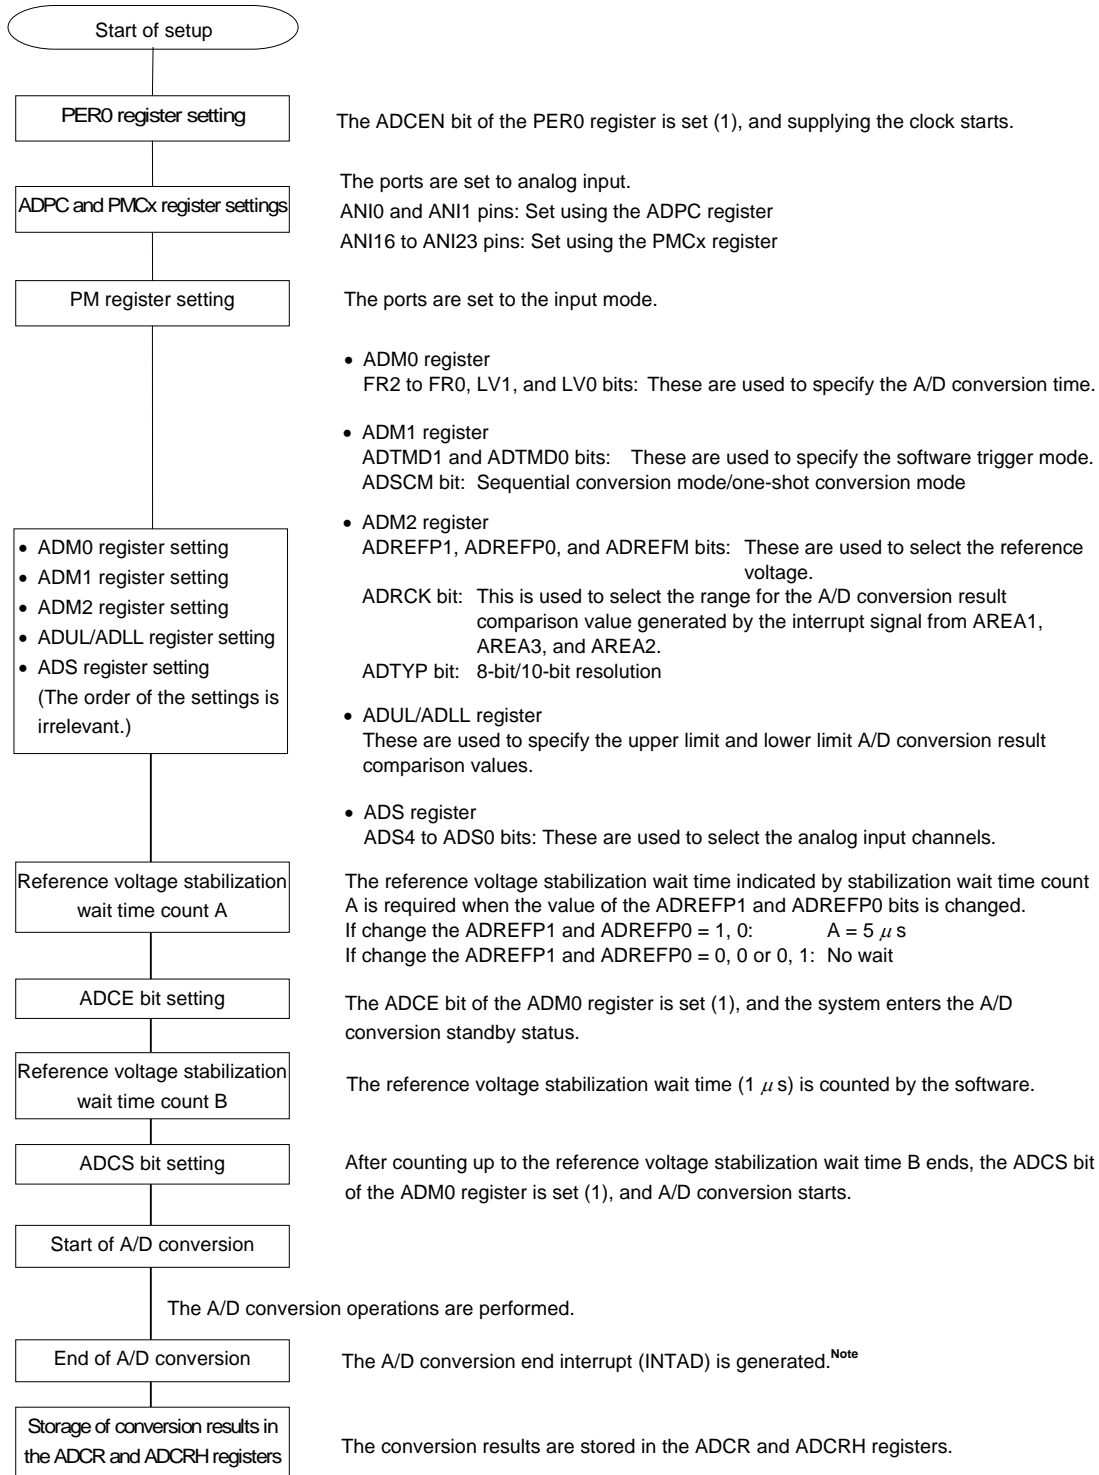 Start of setup
PER0 register setting
The ADCEN bit of the PER0 register is set (1), and supplying the clock starts.
ADPC and PMCx register settings
The ports are set to analog input.
ANI0 and ANI1 pins: Set using the ADPC register
ANI16 to ANI23 pins: Set using the PMCx register
PM register setting
The ports are set to the input mode.
• ADM0 register setting
• ADM1 register setting
• ADM2 register setting
• ADUL/ADLL register setting
• ADS register setting
(The order of the settings is
irrelevant.)
• ADM0 register
FR2 to FR0, LV1, and LV0 bits: These are used to specify the A/D conversion time.
• ADM1 register
ADTMD1 and ADTMD0 bits: These are used to specify the software trigger mode.
ADSCM bit: Sequential conversion mode/one-shot conversion mode
• ADM2 register
ADREFP1, ADREFP0, and ADREFM bits: These are used to select the reference
voltage.
ADRCK bit: This is used to select the range for the A/D conversion result
comparison value generated by the interrupt signal from AREA1,
AREA3, and AREA2.
ADTYP bit: 8-bit/10-bit resolution
• ADUL/ADLL register
These are used to specify the upper limit and lower limit A/D conversion result
comparison values.
• ADS register
ADS4 to ADS0 bits: These are used to select the analog input channels.
Reference voltage stabilization
wait time count A
The reference voltage stabilization wait time indicated by stabilization wait time count
A is required when the value of the ADREFP1 and ADREFP0 bits is changed.
If change the ADREFP1 and ADREFP0 = 1, 0: A = 5 μ s
If change the ADREFP1 and ADREFP0 = 0, 0 or 0, 1: No wait
ADCE bit setting
The ADCE bit of the ADM0 register is set (1), and the system enters the A/D
conversion standby status.
Reference voltage stabilization
wait time count B
The reference voltage stabilization wait time (1 μ s) is counted by the software.
ADCS bit setting
After counting up to the reference voltage stabilization wait time B ends, the ADCS bit
of the ADM0 register is set (1), and A/D conversion starts.
Start of A/D conversion
The A/D conversion operations are performed.
End of A/D conversion
The A/D conversion end interrupt (INTAD) is generated.Note
Storage of conversion results in
the ADCR and ADCRH registers
The conversion results are stored in the ADCR and ADCRH registers.